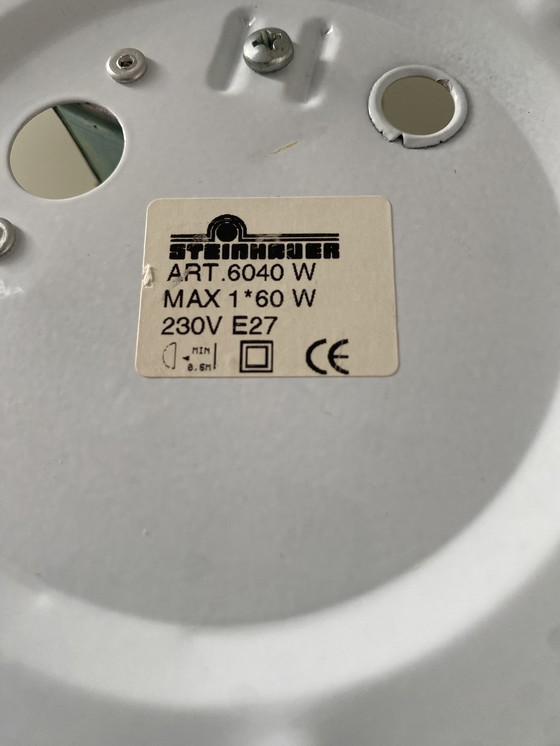 STEINHAUER
ART.6040 W
MAX 1*60 W
230V E27
MIN
0.5M
CE